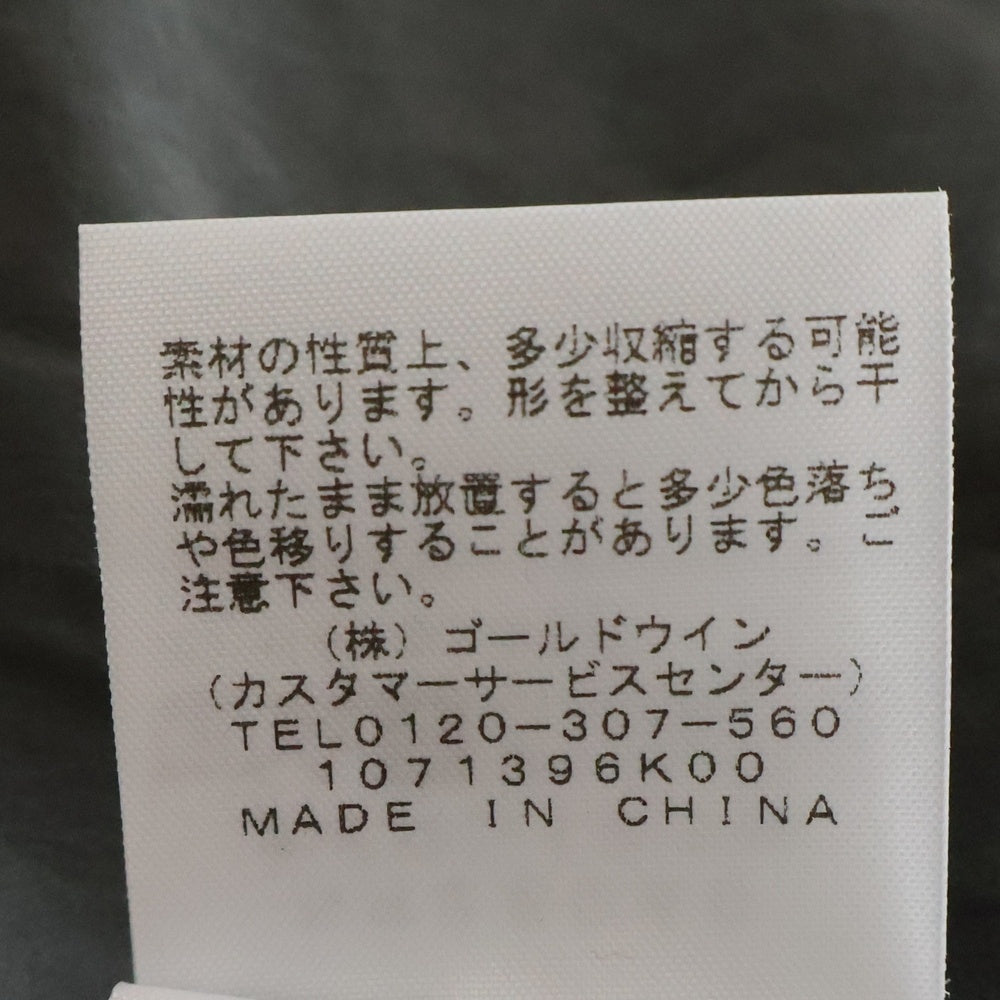 素材の性質上、多少収縮する可能
性があります。形を整えてから干
して下さい。
濡れたまま放置すると多少色落ち
や色移りすることがあります。ご
注意下さい。
(株)ゴールドウイン
(カスタマーサービスセンター)
TEL0120-307-560
1071396K00
MADE IN CHINA